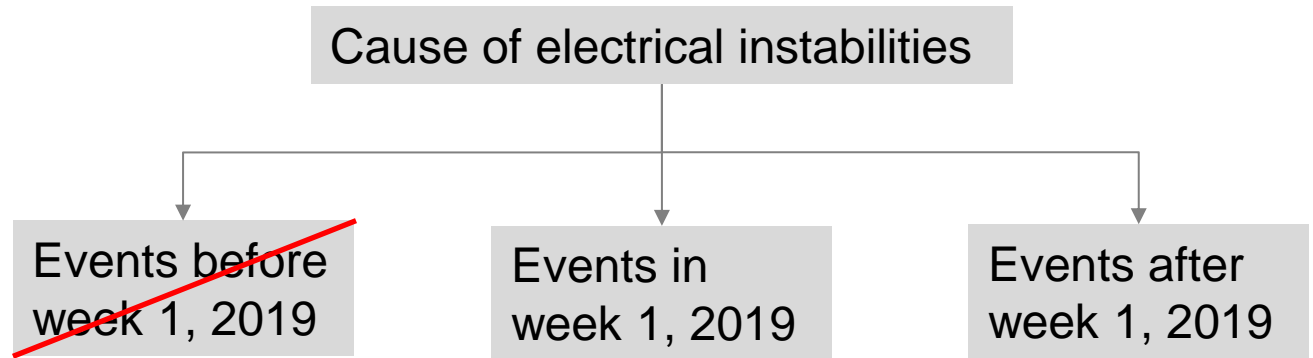 Cause of electrical instabilities
Events before
week 1, 2019
Events in
week 1, 2019
Events after
week 1, 2019